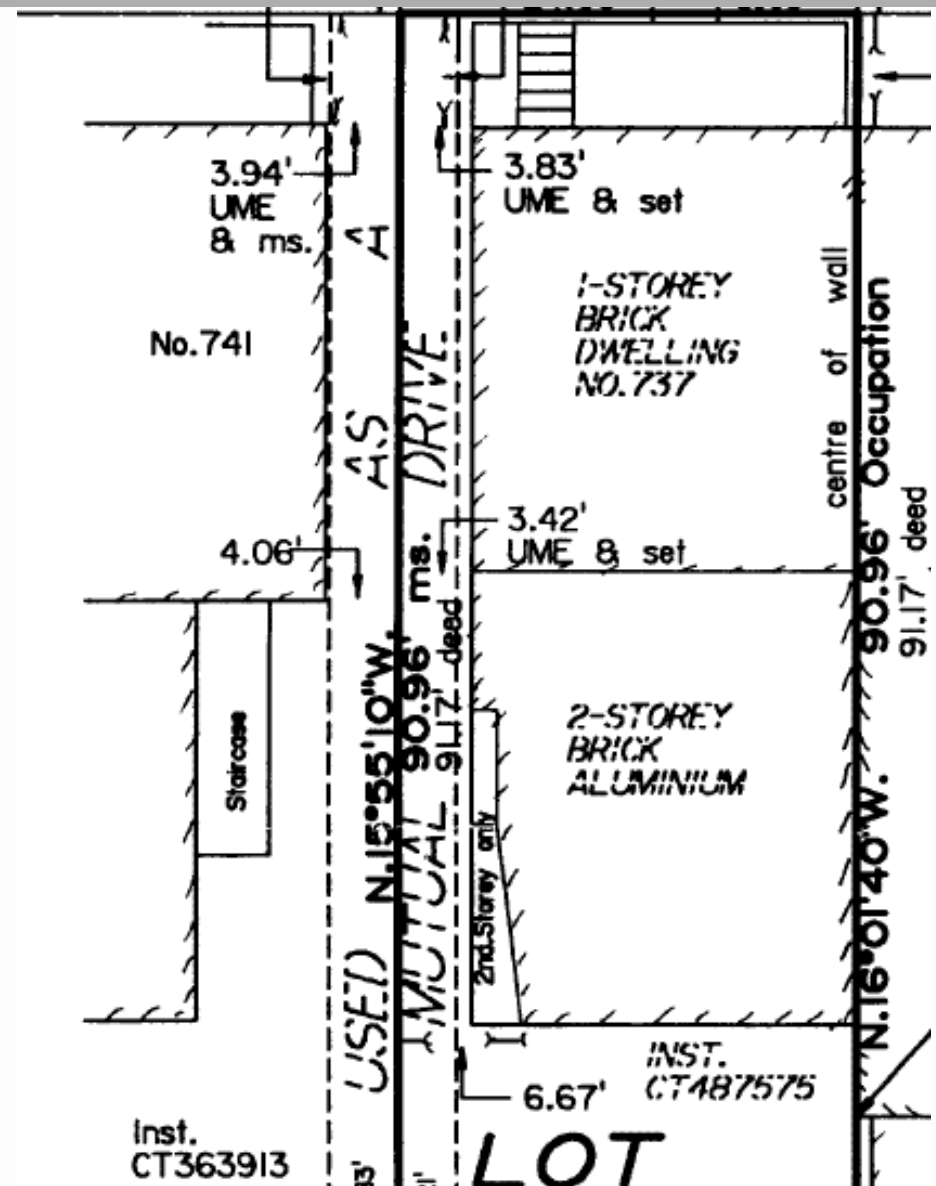 3.94'
UME
& ms.
3.83'
UME & set
No.741
1-STOREY
BRICK
DWELLING
NO.737
centre of wall
90.96' Occupation
91.17' deed
N.16°01'40"W.
4.06'
3.42'
UME & set
USED AS A
MUTUAL DRIVE
N.15°55'10"W.
90.96' ms.
91.17' deed
Staircase
2-STOREY
BRICK
ALUMINIUM
2nd.Storey only
6.67'
INST.
CT487575
Inst.
CT363913
LOT